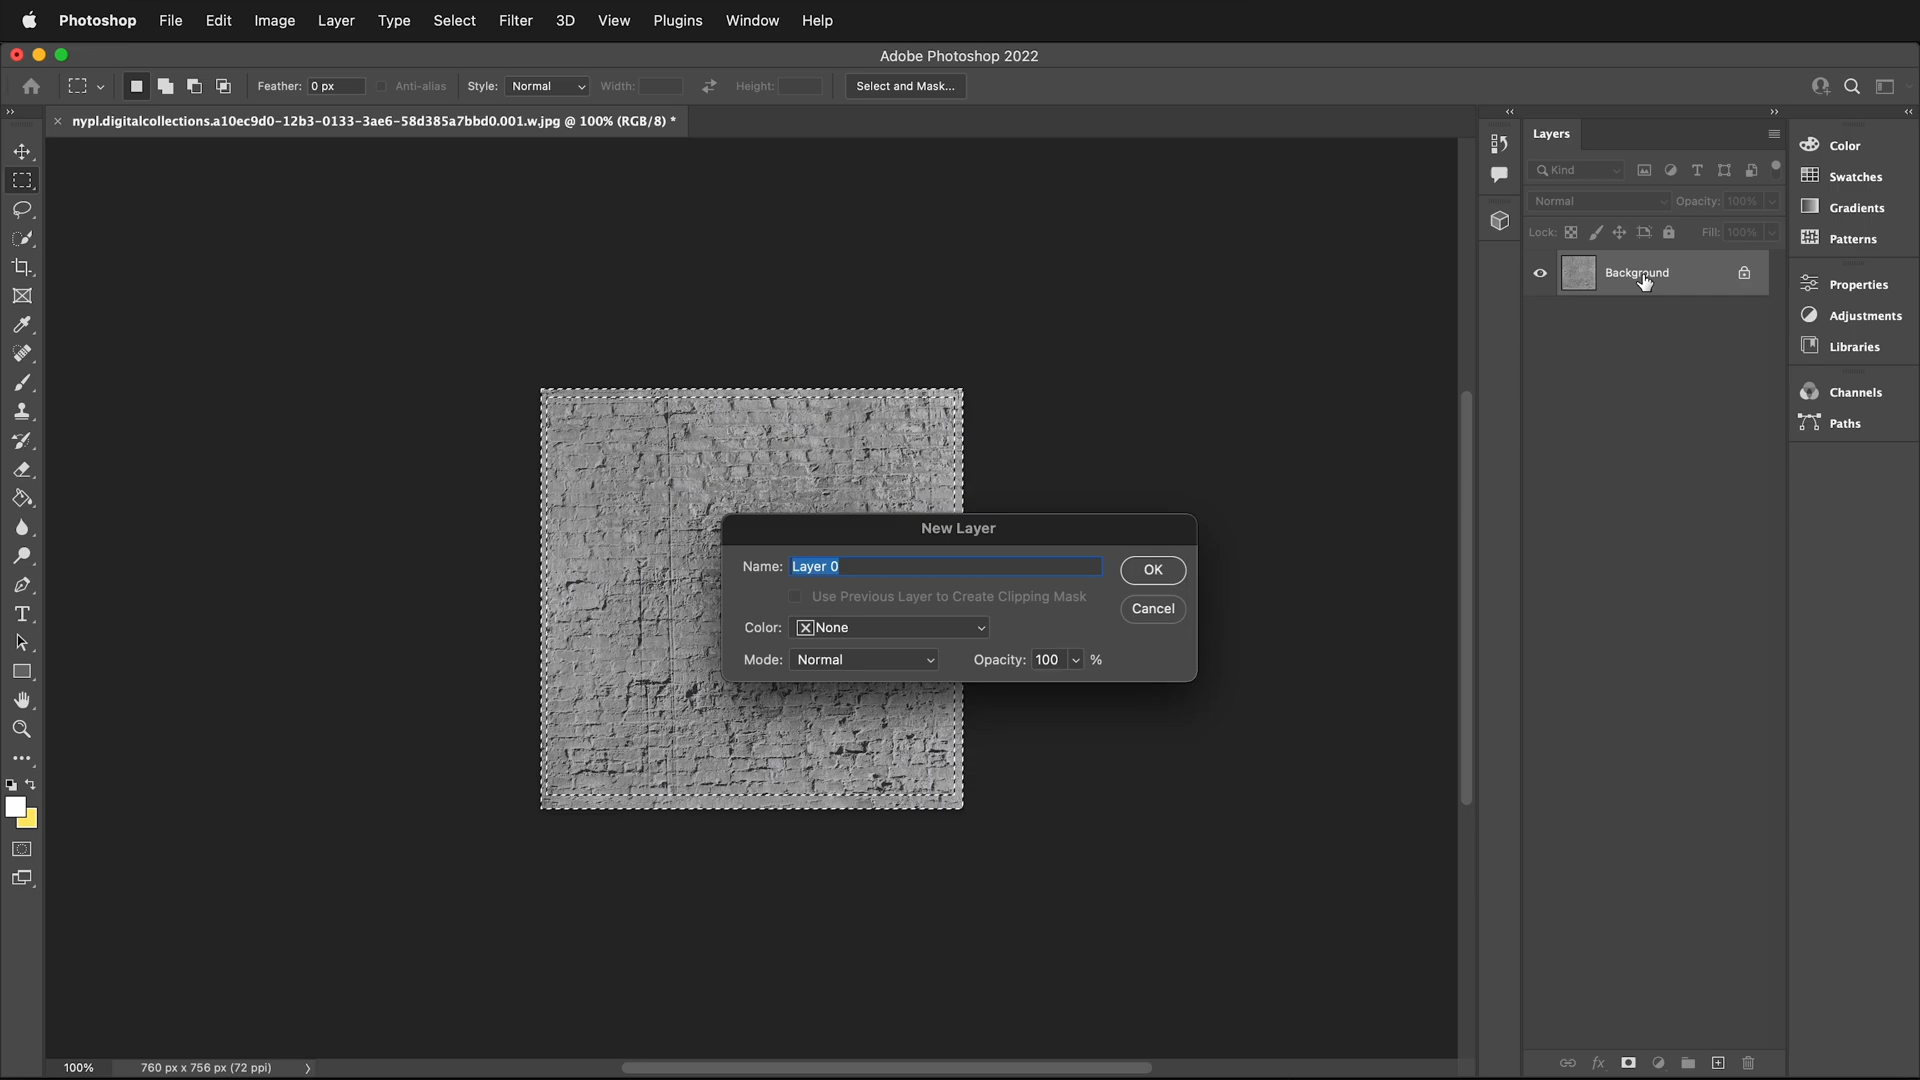 Photoshop File Edit Image Layer Type Select Filter 3D View Plugins Window Help
Adobe Photoshop 2022
Feather: 0 px Anti-alias Style: Normal Width: Height: Select and Mask...
nypl.digitalcollections.a10ec9d0-12b3-0133-3ae6-58d385a7bbd0.001.w.jpg @ 100% (RGB/8) *
Layers
Kind
Normal Opacity: 100%
Lock: Fill: 100%
Background
Color
Swatches
Gradients
Patterns
Properties
Adjustments
Libraries
Channels
Paths
New Layer
Name: Layer 0
OK
Use Previous Layer to Create Clipping Mask
Cancel
Color: None
Mode: Normal Opacity: 100 %
100% 760 px x 756 px (72 ppi)